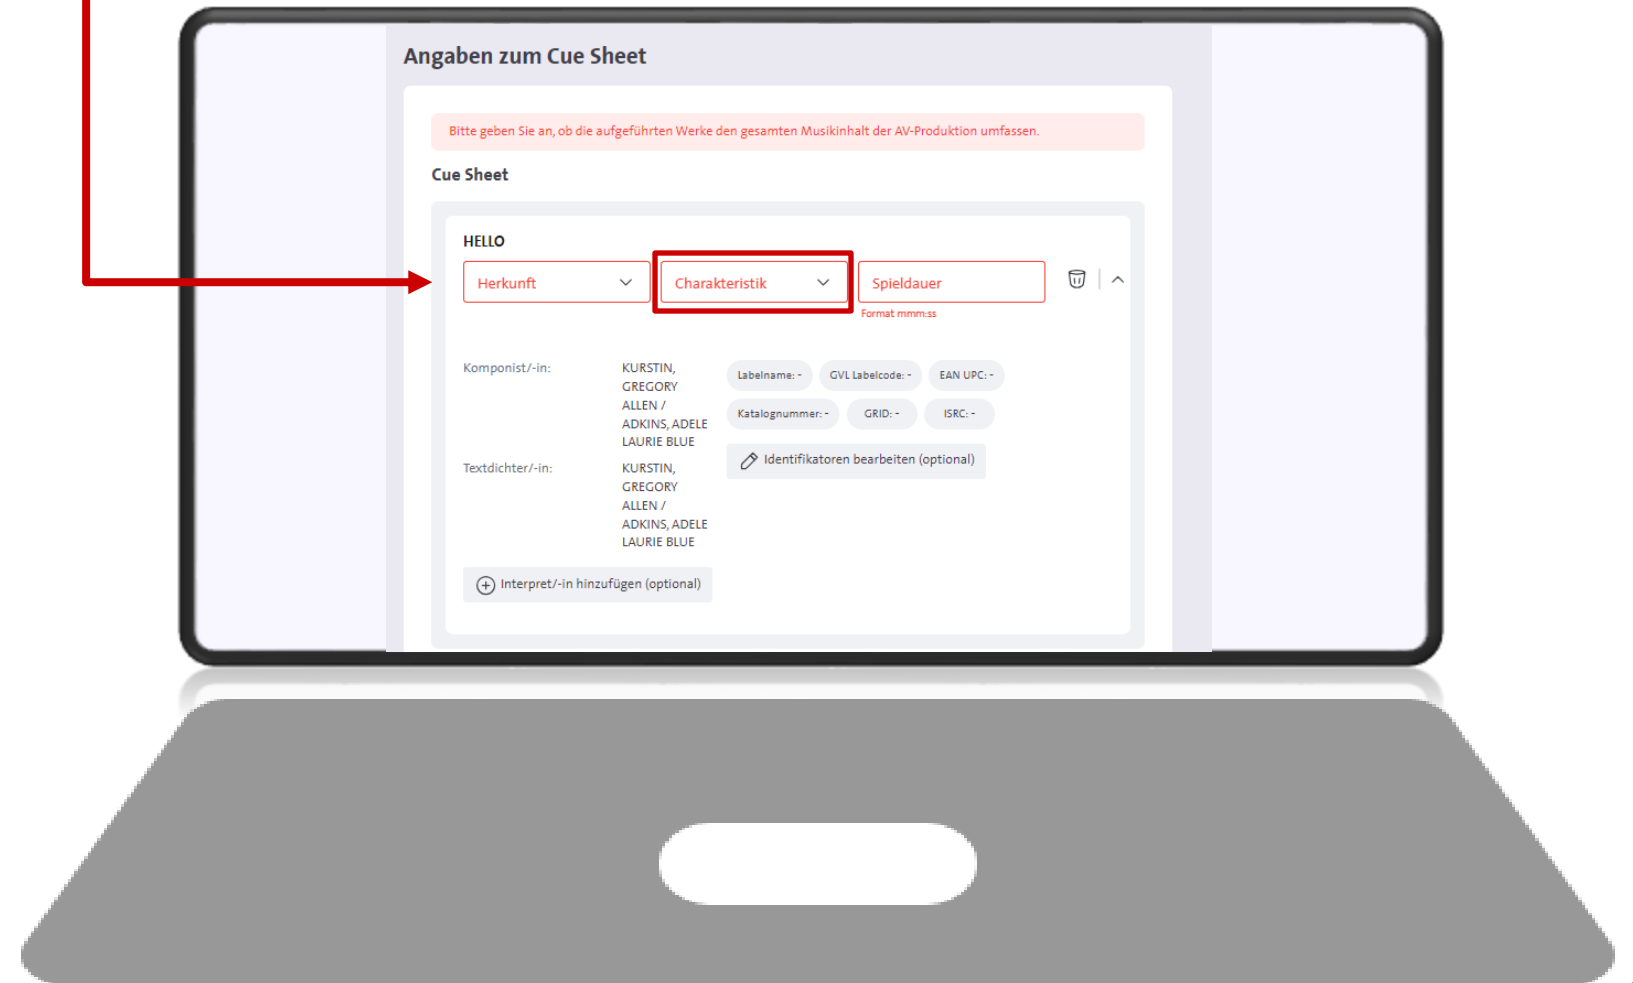 Angaben zum Cue Sheet
Bitte geben Sie an, ob die aufgeführten Werke den gesamten Musikinhalt der AV-Produktion umfassen.
Cue Sheet
HELLO
Herkunft
Charakteristik
Spieldauer
Format mmm:ss
Komponist/-in:
KURSTIN,
GREGORY
ALLEN /
ADKINS, ADELE
LAURIE BLUE
Labelname: -
GVL Labelcode: -
EAN UPC: -
Katalognummer: -
GRID: -
ISRC: -
Identifikatoren bearbeiten (optional)
Textdichter/-in:
KURSTIN,
GREGORY
ALLEN /
ADKINS, ADELE
LAURIE BLUE
Interpret/-in hinzufügen (optional)